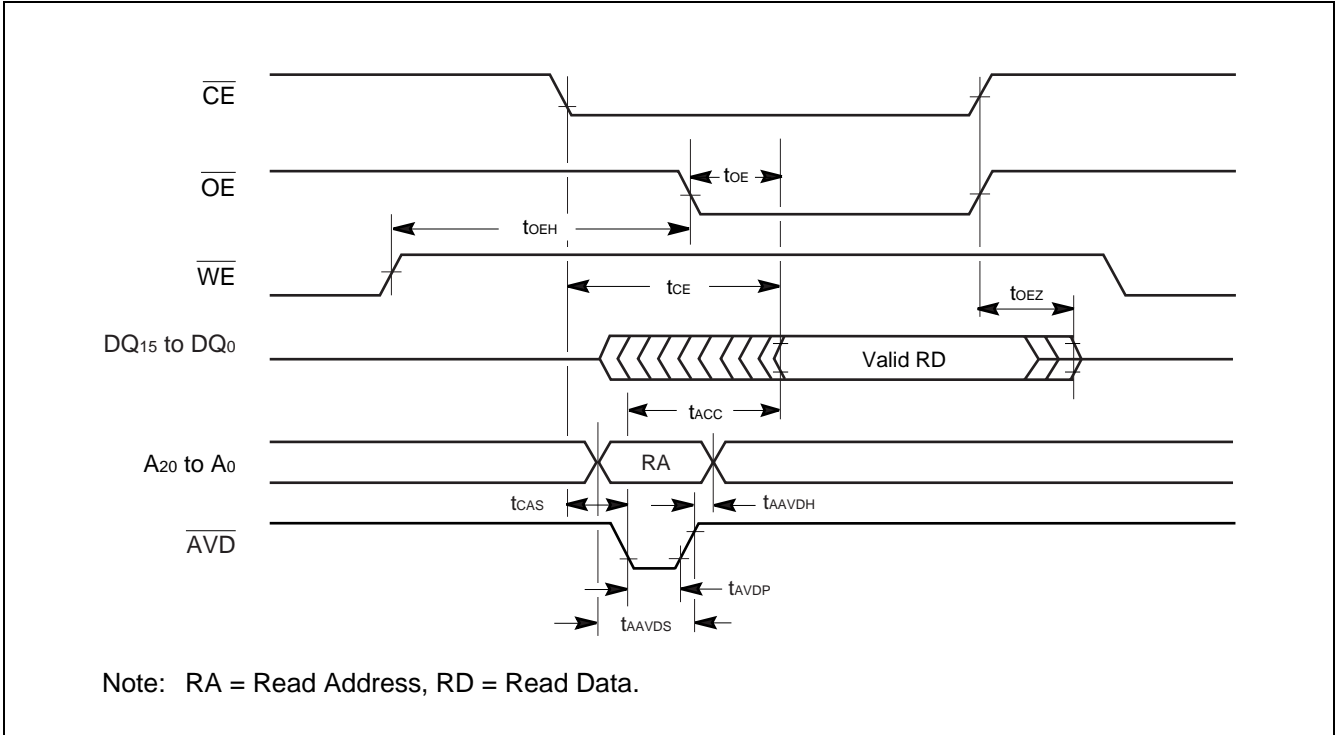 CE
OE
tOE
tOEH
WE
tCE
tOEZ
DQ15 to DQ0
Valid RD
tACC
A20 to A0
RA
tCAS
tAAVDH
AVD
tAVDP
tAAVDS
Note: RA = Read Address, RD = Read Data.